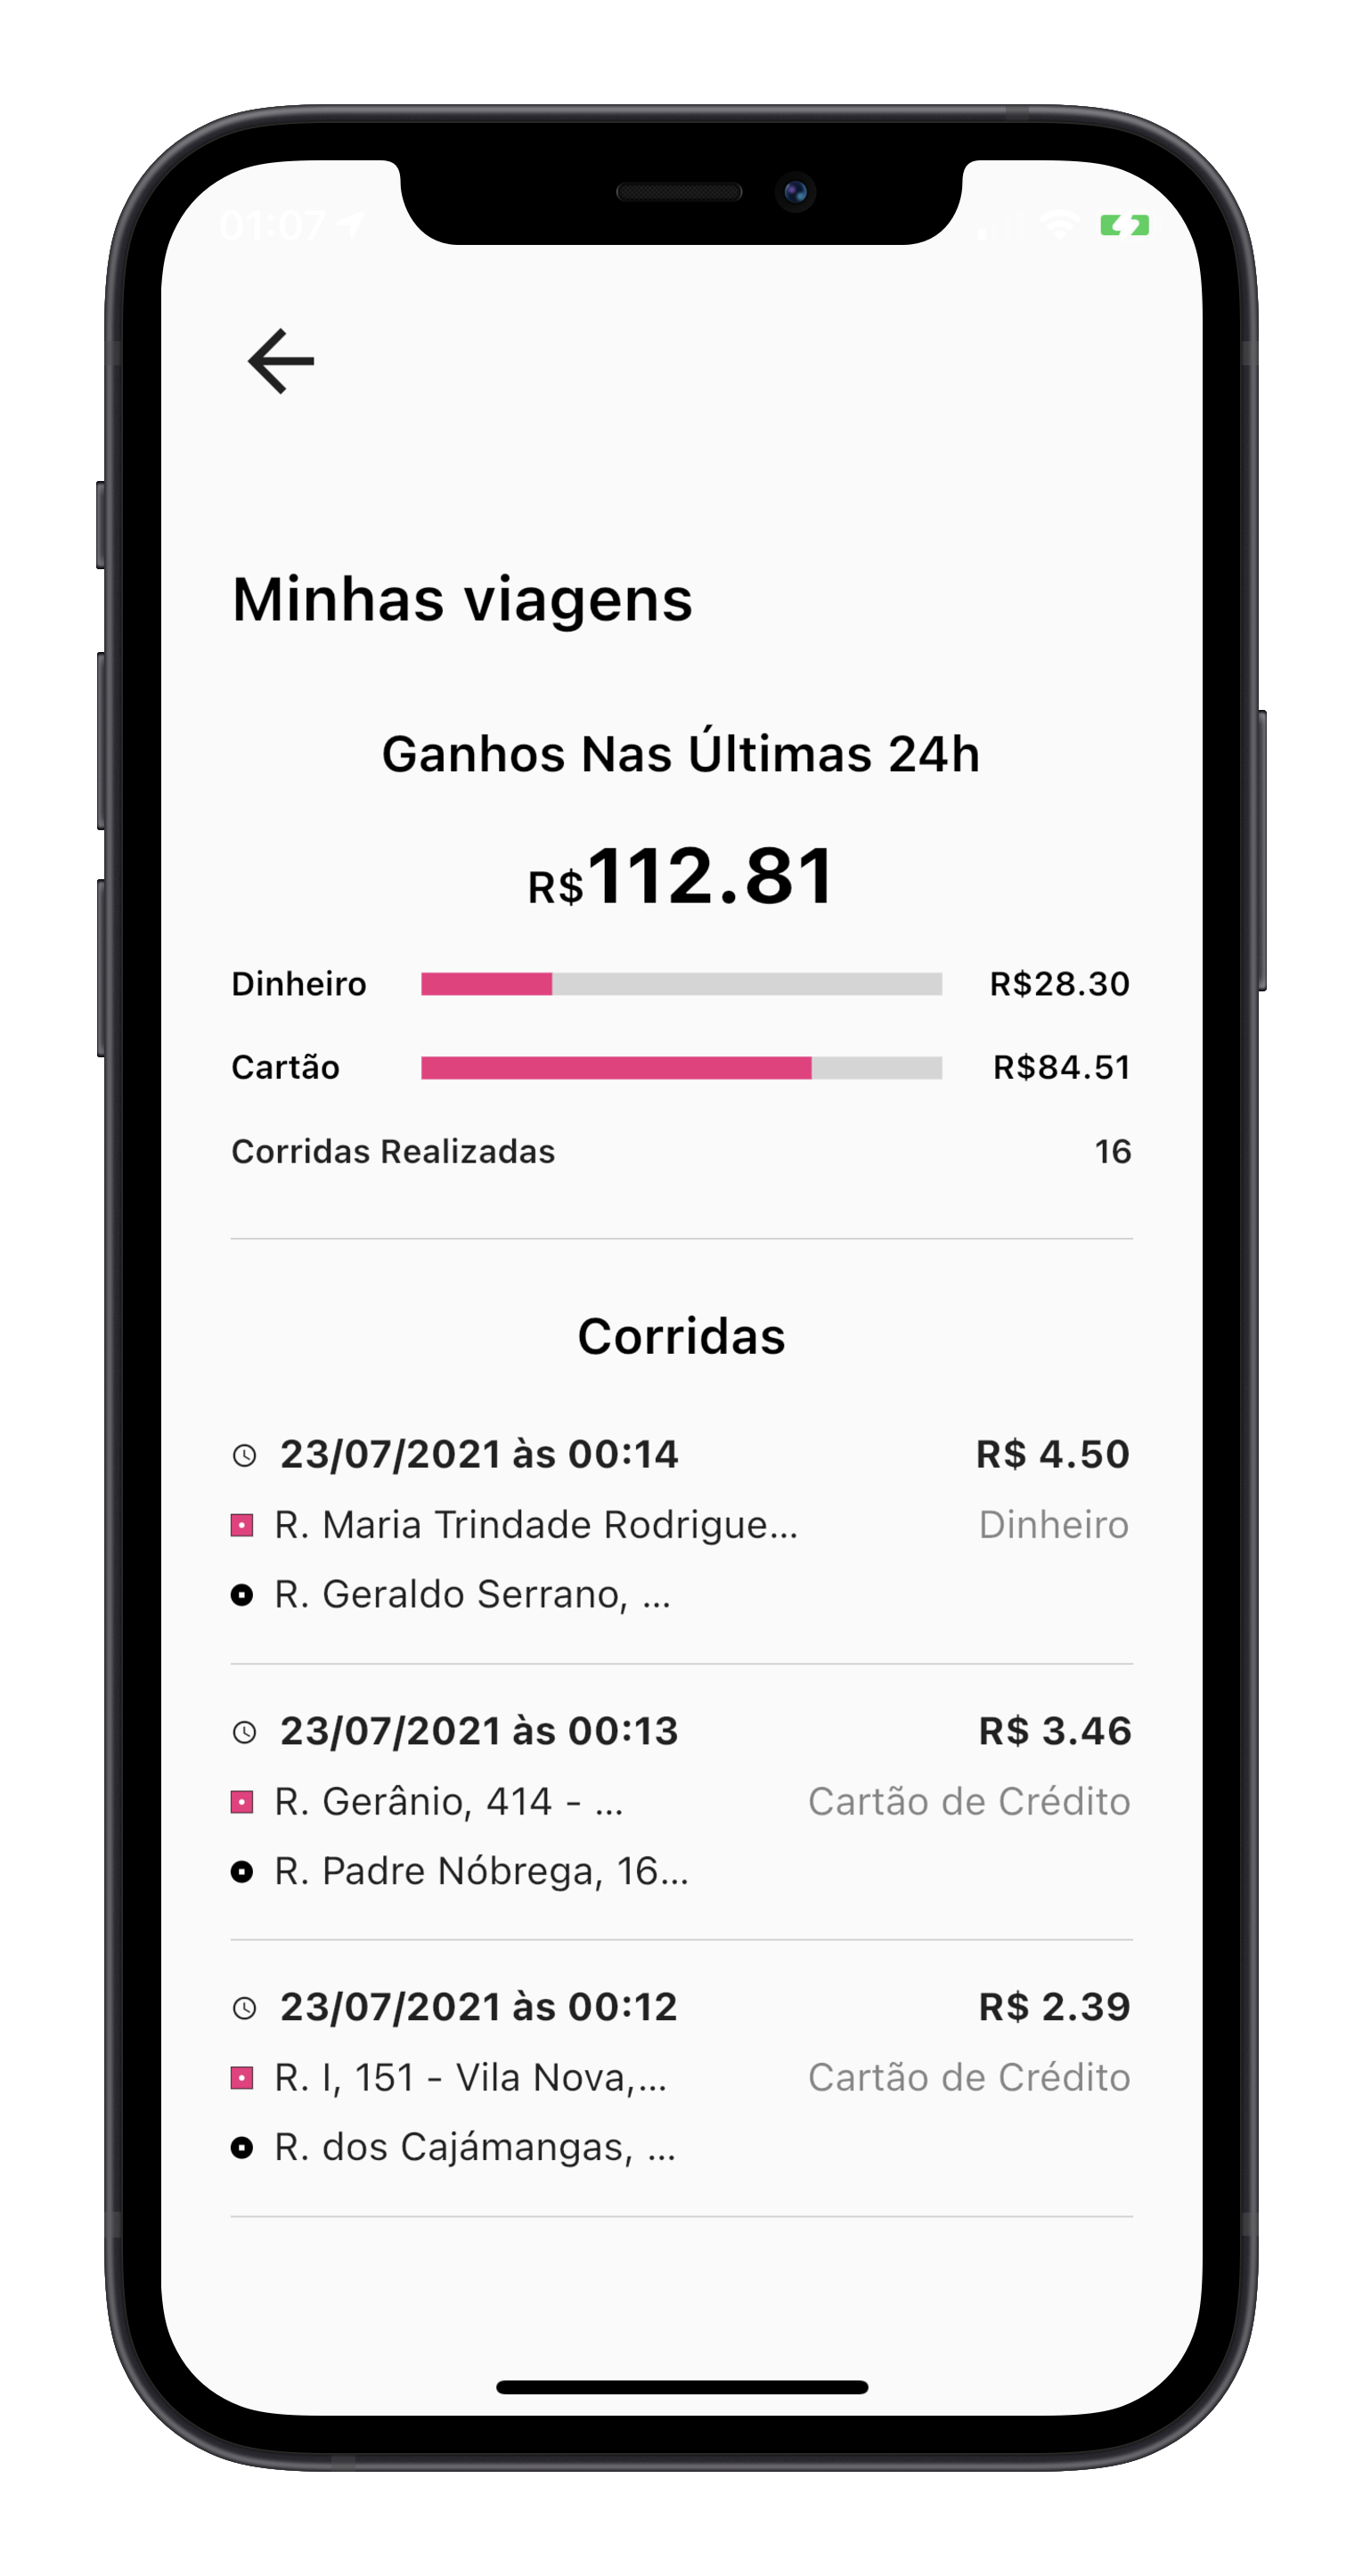 01:07
Minhas viagens
Ganhos Nas Últimas 24h
R$112.81
Dinheiro R$28.30
Cartão R$84.51
Corridas Realizadas 16
Corridas
23/07/2021 às 00:14 R$ 4.50
R. Maria Trindade Rodrigue... Dinheiro
R. Geraldo Serrano, ...
23/07/2021 às 00:13 R$ 3.46
R. Gerânio, 414 - ... Cartão de Crédito
R. Padre Nóbrega, 16...
23/07/2021 às 00:12 R$ 2.39
R. I, 151 - Vila Nova,... Cartão de Crédito
R. dos Cajámangas, ...